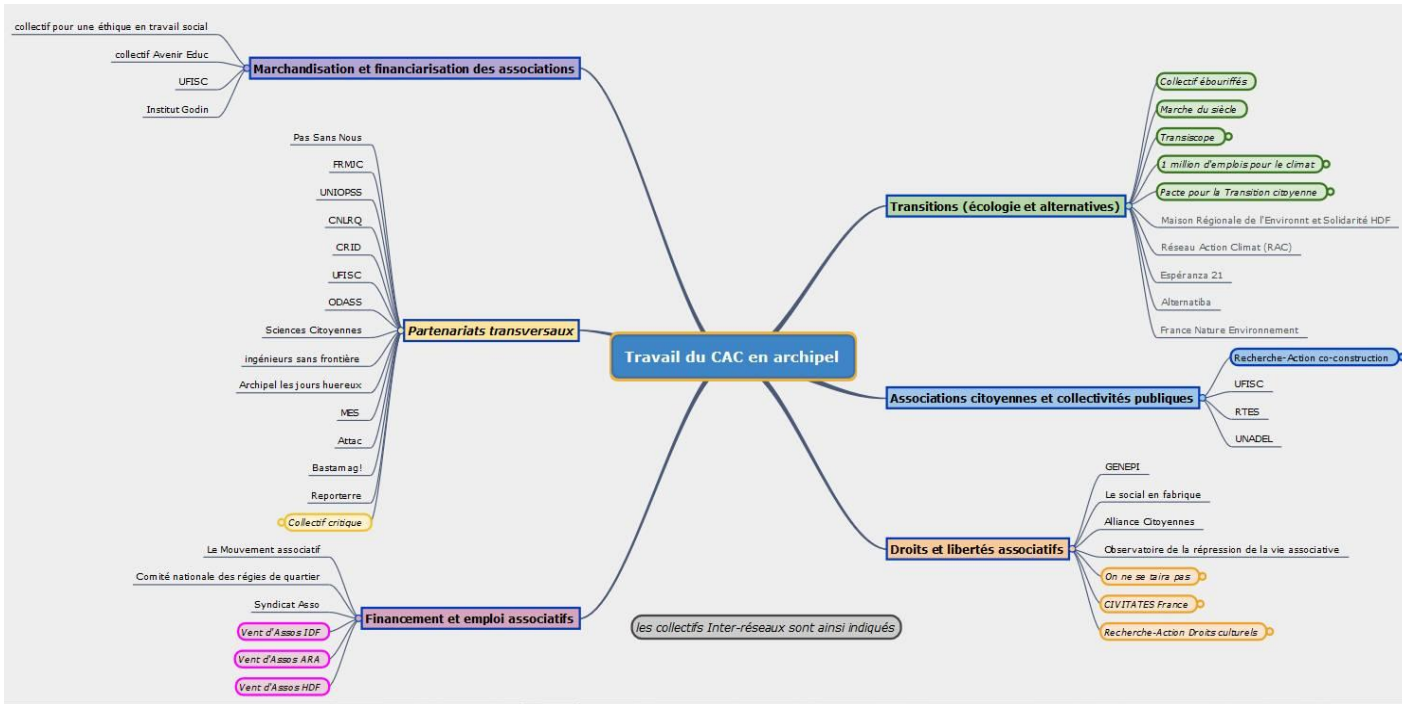 Travail du CAC en archipel
Marchandisation et financiarisation des associations
collectif pour une éthique en travail social
collectif Avenir Educ
UFISC
Institut Godin
Partenariats transversaux
Pas Sans Nous
FRMJC
UNIOPSS
CNLRQ
CRID
UFISC
ODASS
Sciences Citoyennes
ingénieurs sans frontière
Archipel les jours huereux
MES
Attac
Bastamag!
Reporterre
Collectif critique
Financement et emploi associatifs
Le Mouvement associatif
Comité nationale des régies de quartier
Syndicat Asso
Vent d'Assos IDF
Vent d'Assos ARA
Vent d'Assos HDF
Transitions (écologie et alternatives)
Collectif ébouriffés
Marche du siècle
Transiscope
1 million d'emplois pour le climat
Pacte pour la Transition citoyenne
Maison Régionale de l'Environnt et Solidarité HDF
Réseau Action Climat (RAC)
Espéranza 21
Alternatiba
France Nature Environnement
Associations citoyennes et collectivités publiques
Recherche-Action co-construction
UFISC
RTES
UNADEL
Droits et libertés associatifs
GENEPI
Le social en fabrique
Alliance Citoyennes
Observatoire de la répression de la vie associative
On ne se taira pas
CIVITATES France
Recherche-Action Droits culturels
les collectifs Inter-réseaux sont ainsi indiqués